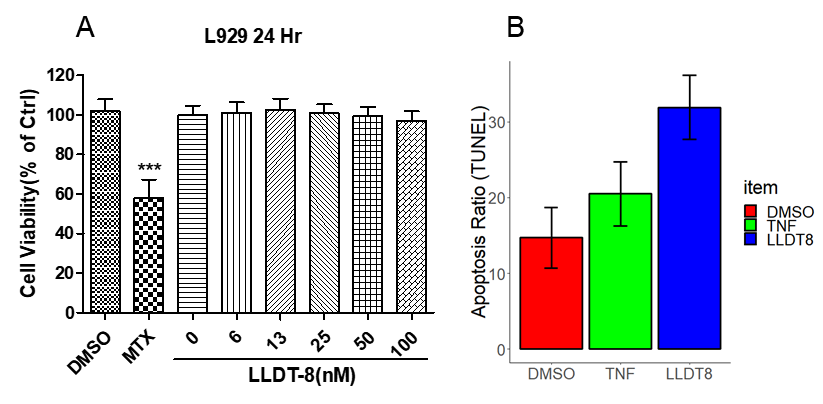 A
L929 24 Hr
Cell Viability(% of Ctrl)
120
100
80
60
40
20
0
***
DMSO
MTX
0
6
13
25
50
100
LLDT-8(nM)
B
Apoptosis Ratio (TUNEL)
30
20
10
0
DMSO
TNF
LLDT8
item
DMSO
TNF
LLDT8